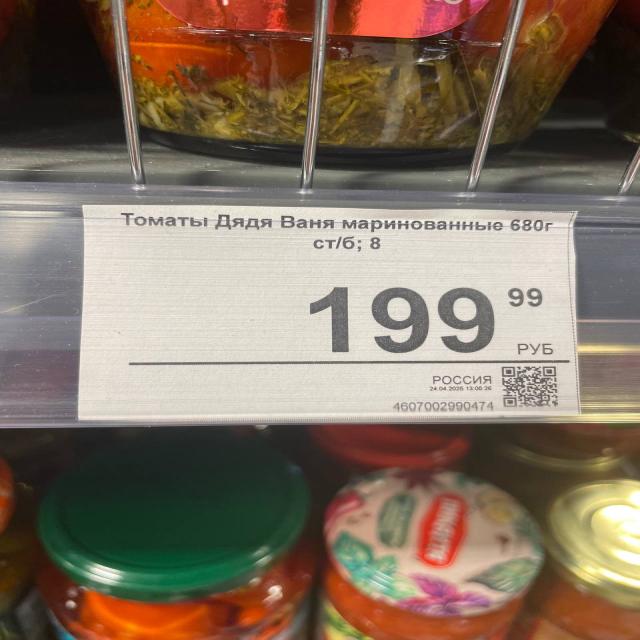 Томаты Дядя Ваня маринованные 680г
ст/б; 8
199 99
РУБ
РОССИЯ
24.04.2025 13:06:26
4607002990474